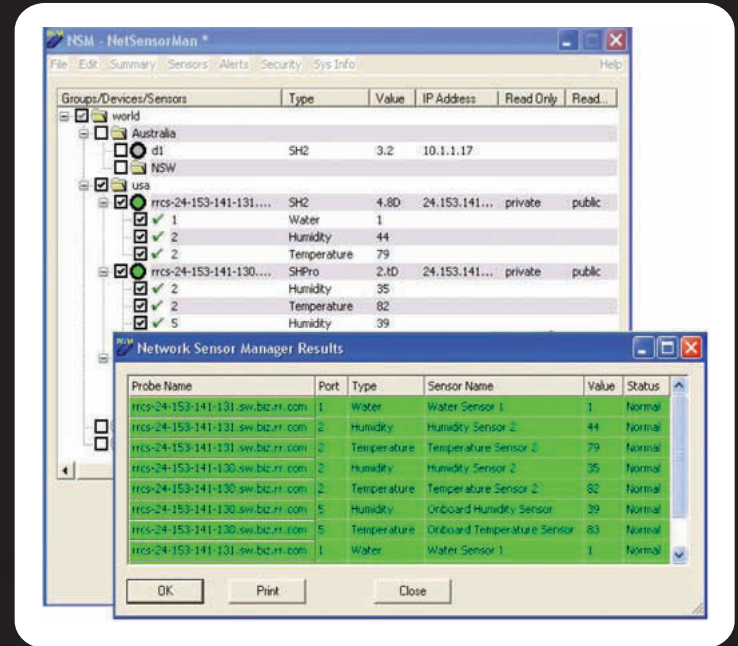 NSM - NetSensorMan *
File Edit Summary Sensors Alerts Security Sys Info Help
Groups/Devices/Sensors Type Value IP Address Read Only Read...
world
Australia
d1 SH2 3.2 10.1.1.17
NSW
usa
rrcs-24-153-141-131.... SH2 4.8D 24.153.141... private public
1 Water 1
2 Humidity 44
2 Temperature 79
rrcs-24-153-141-130.... SHPro 2.tD 24.153.141... private public
2 Humidity 35
2 Temperature 82
5 Humidity 39
NSM Network Sensor Manager Results
Probe Name Port Type Sensor Name Value Status
rrcs-24-153-141-131.sw.biz.rr.com 1 Water Water Sensor 1 1 Normal
rrcs-24-153-141-131.sw.biz.rr.com 2 Humidity Humidity Sensor 2 44 Normal
rrcs-24-153-141-131.sw.biz.rr.com 2 Temperature Temperature Sensor 2 79 Normal
rrcs-24-153-141-130.sw.biz.rr.com 2 Humidity Humidity Sensor 2 35 Normal
rrcs-24-153-141-130.sw.biz.rr.com 2 Temperature Temperature Sensor 2 82 Normal
rrcs-24-153-141-130.sw.biz.rr.com 5 Humidity Onboard Humidity Sensor 39 Normal
rrcs-24-153-141-130.sw.biz.rr.com 5 Temperature Onboard Temperature Sensor 83 Normal
rrcs-24-153-141-131.sw.biz.rr.com 1 Water Water Sensor 1 1 Normal
OK Print Close